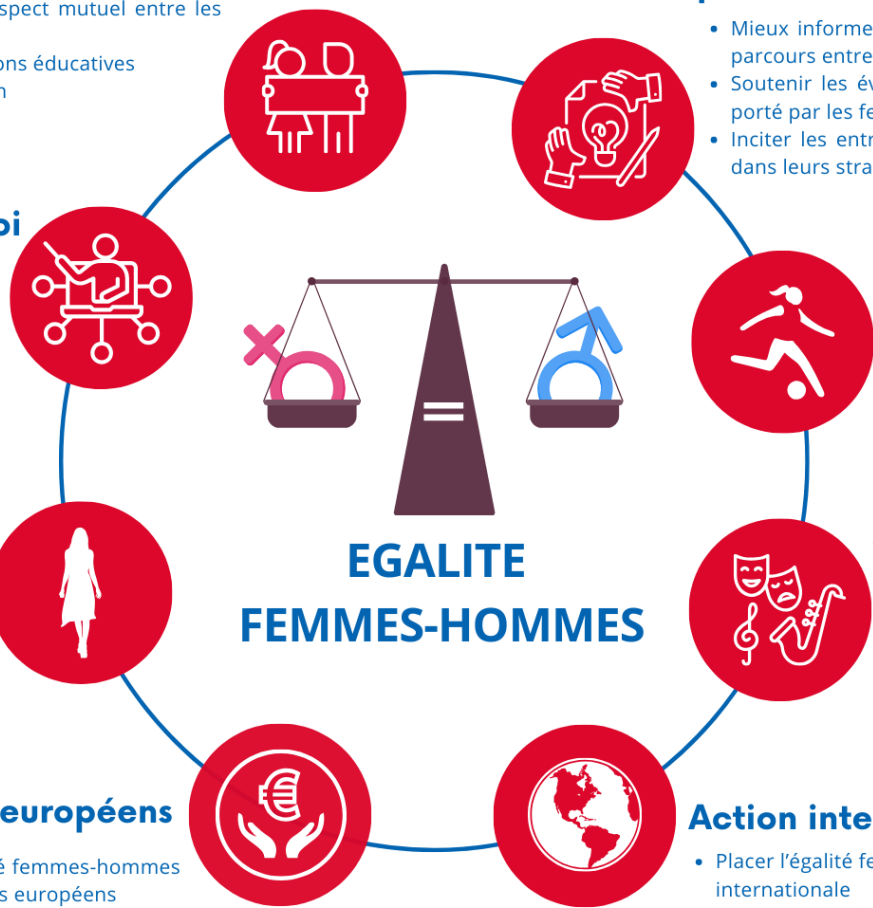 spect mutuel entre les
ons éducatives
Mieux informe
parcours entre
Soutenir les év
porté par les fe
Inciter les entr
dans leurs stra
oi
=
EGALITE
FEMMES-HOMMES
européens
é femmes-hommes
s européens
€
Action inte
• Placer l'égalité fe
internationale